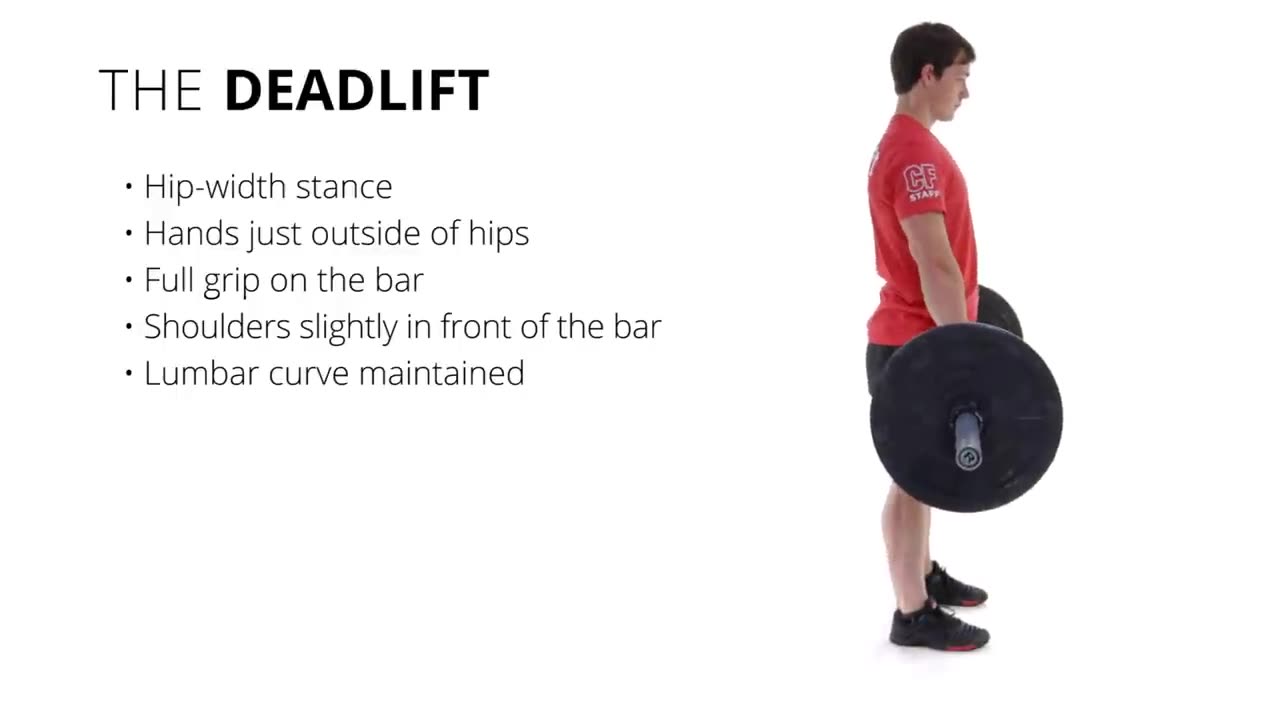 THE DEADLIFT
• Hip-width stance
• Hands just outside of hips
• Full grip on the bar
• Shoulders slightly in front of the bar
• Lumbar curve maintained
CF
STAFF
R